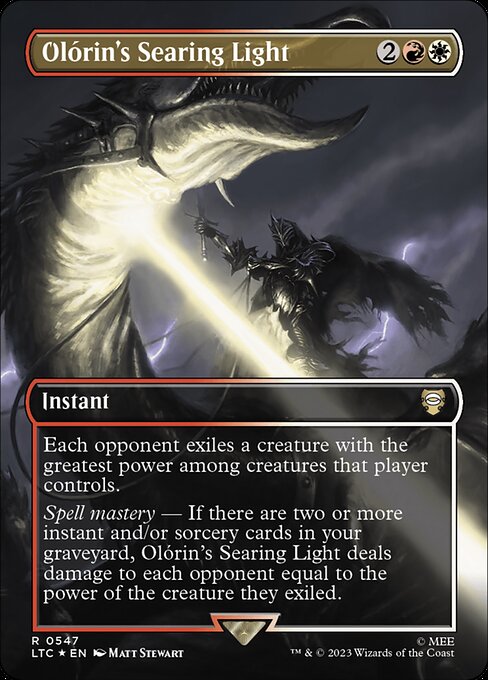 Olórin's Searing Light 2
Instant
Each opponent exiles a creature with the
greatest power among creatures that player
controls.
Spell mastery — If there are two or more
instant and/or sorcery cards in your
graveyard, Olórin's Searing Light deals
damage to each opponent equal to the
power of the creature they exiled.
R 0547
LTC ★ EN Matt Stewart
© MEE
™ & © 2023 Wizards of the Coast